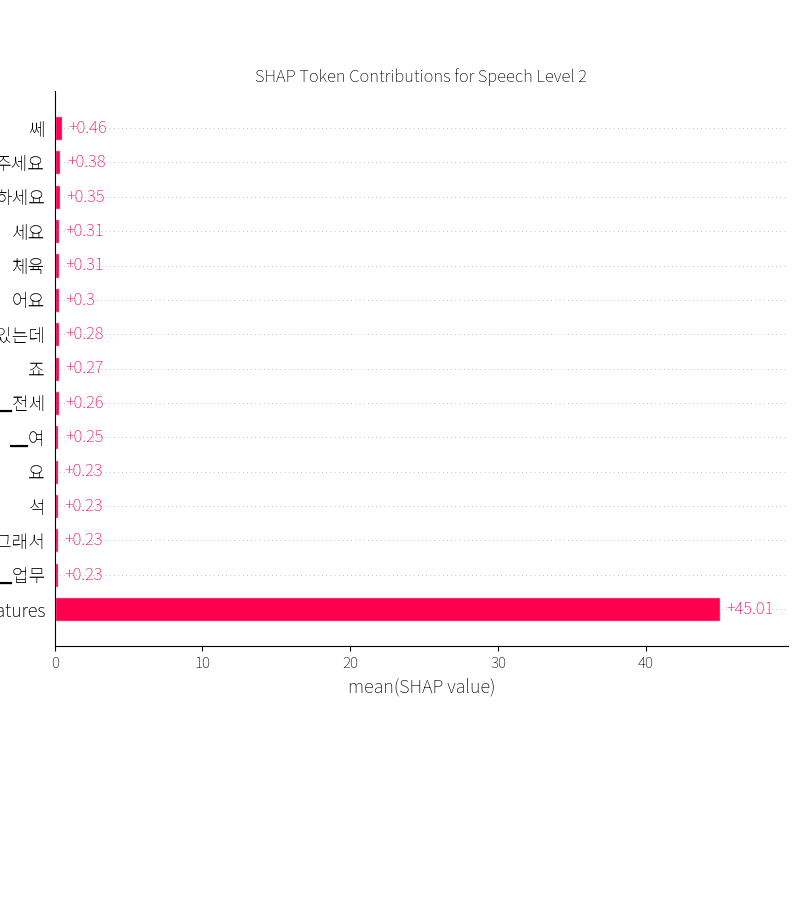 SHAP Token Contributions for Speech Level 2
쎄 +0.46
주세요 +0.38
하세요 +0.35
세요 +0.31
체육 +0.31
어요 +0.3
있는데 +0.28
죠 +0.27
▁전세 +0.26
▁여 +0.25
요 +0.23
석 +0.23
그래서 +0.23
▁업무 +0.23
atures +45.01
0 10 20 30 40
mean(SHAP value)